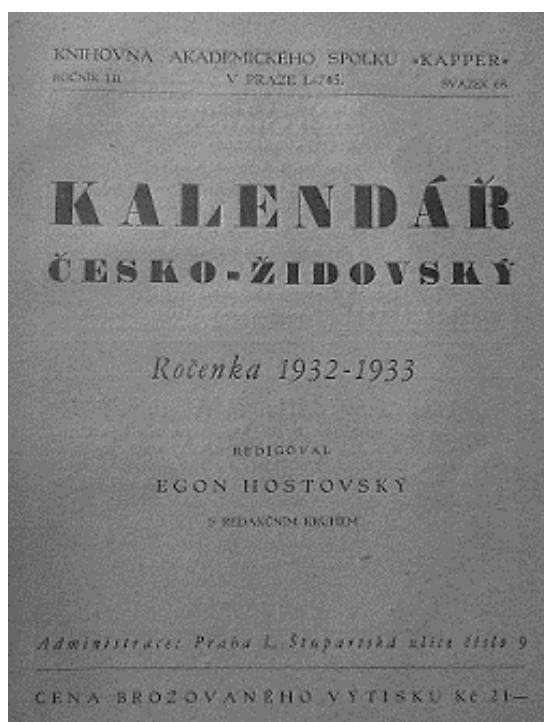 KNIHOVNA AKADEMICKÉHO SPOLKU »KAPPER«
ROČNÍK LII. V PRAZE I.-745. SVAZEK 68.
KALENDÁŘ
ČESKO-ŽIDOVSKÝ
Ročenka 1932-1933
REDIGOVAL
EGON HOSTOVSKÝ
S REDAKČNÍM KRUHEM
Administrace: Praha I., Štupartská ulice číslo 9
CENA BROŽOVANÉHO VÝTISKU Kč 21—